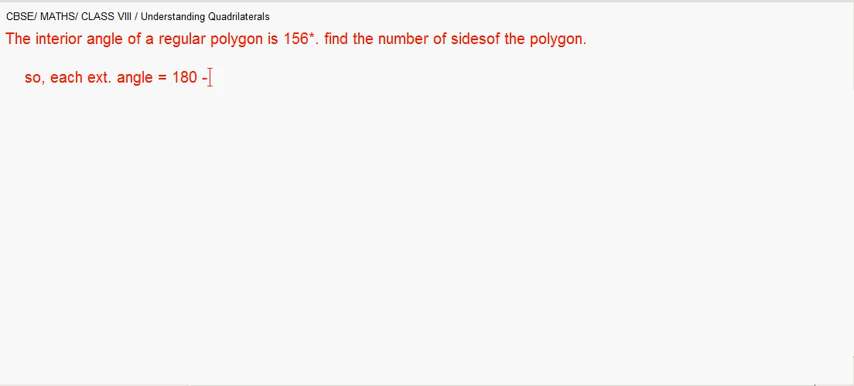 CBSE/ MATHS/ CLASS VIII / Understanding Quadrilaterals
The interior angle of a regular polygon is 156*. find the number of sidesof the polygon.
so, each ext. angle = 180 -